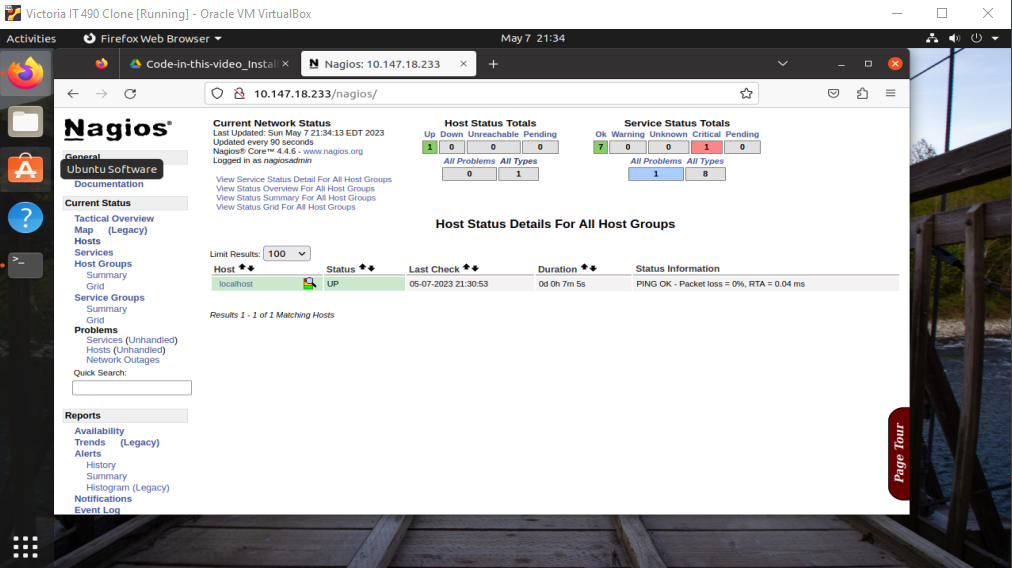 Victoria IT 490 Clone [Running] - Oracle VM VirtualBox
Activities
Firefox Web Browser
May 7 21:34
Code-in-this-video_Instal
Nagios: 10.147.18.233
10.147.18.233/nagios/
Nagios®
General
Ubuntu Software
Documentation
Current Status
Tactical Overview
Map (Legacy)
Hosts
Services
Host Groups
Summary
Grid
Service Groups
Summary
Grid
Problems
Services (Unhandled)
Hosts (Unhandled)
Network Outages
Quick Search:
Reports
Availability
Trends (Legacy)
Alerts
History
Summary
Histogram (Legacy)
Notifications
Event Log
Current Network Status
Last Updated: Sun May 7 21:34:13 EDT 2023
Updated every 90 seconds
Nagios® Core™ 4.4.6 - www.nagios.org
Logged in as nagiosadmin
View Service Status Detail For All Host Groups
View Status Overview For All Host Groups
View Status Summary For All Host Groups
View Status Grid For All Host Groups
Host Status Totals
Up Down Unreachable Pending
1 0 0 0
All Problems All Types
0 1
Service Status Totals
Ok Warning Unknown Critical Pending
7 0 0 1 0
All Problems All Types
1 8
Host Status Details For All Host Groups
Limit Results: 100
Host Status Last Check Duration Status Information
localhost UP 05-07-2023 21:30:53 0d 0h 7m 5s PING OK - Packet loss = 0%, RTA = 0.04 ms
Results 1 - 1 of 1 Matching Hosts
Page Tour